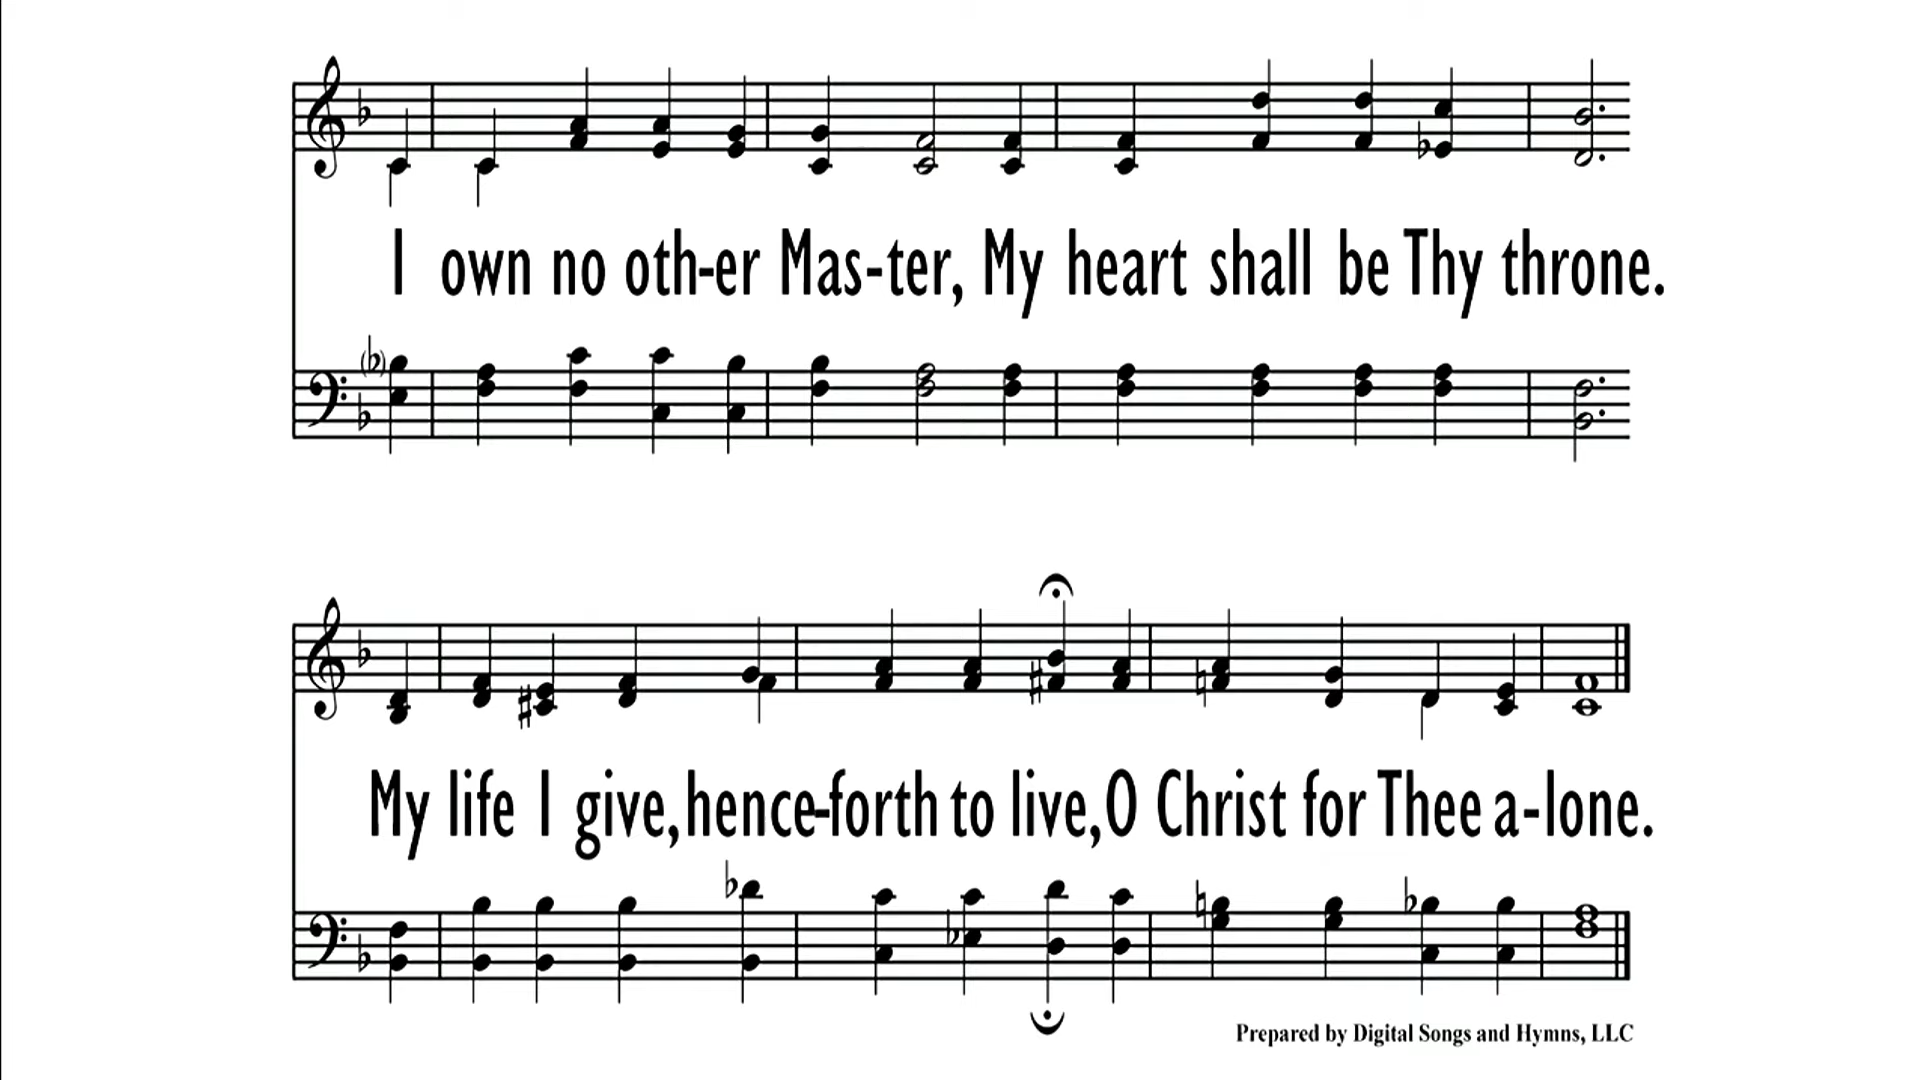 I own no oth-er Mas-ter, My heart shall be Thy throne.
My life I give, hence-forth to live, O Christ for Thee a-lone.
Prepared by Digital Songs and Hymns, LLC